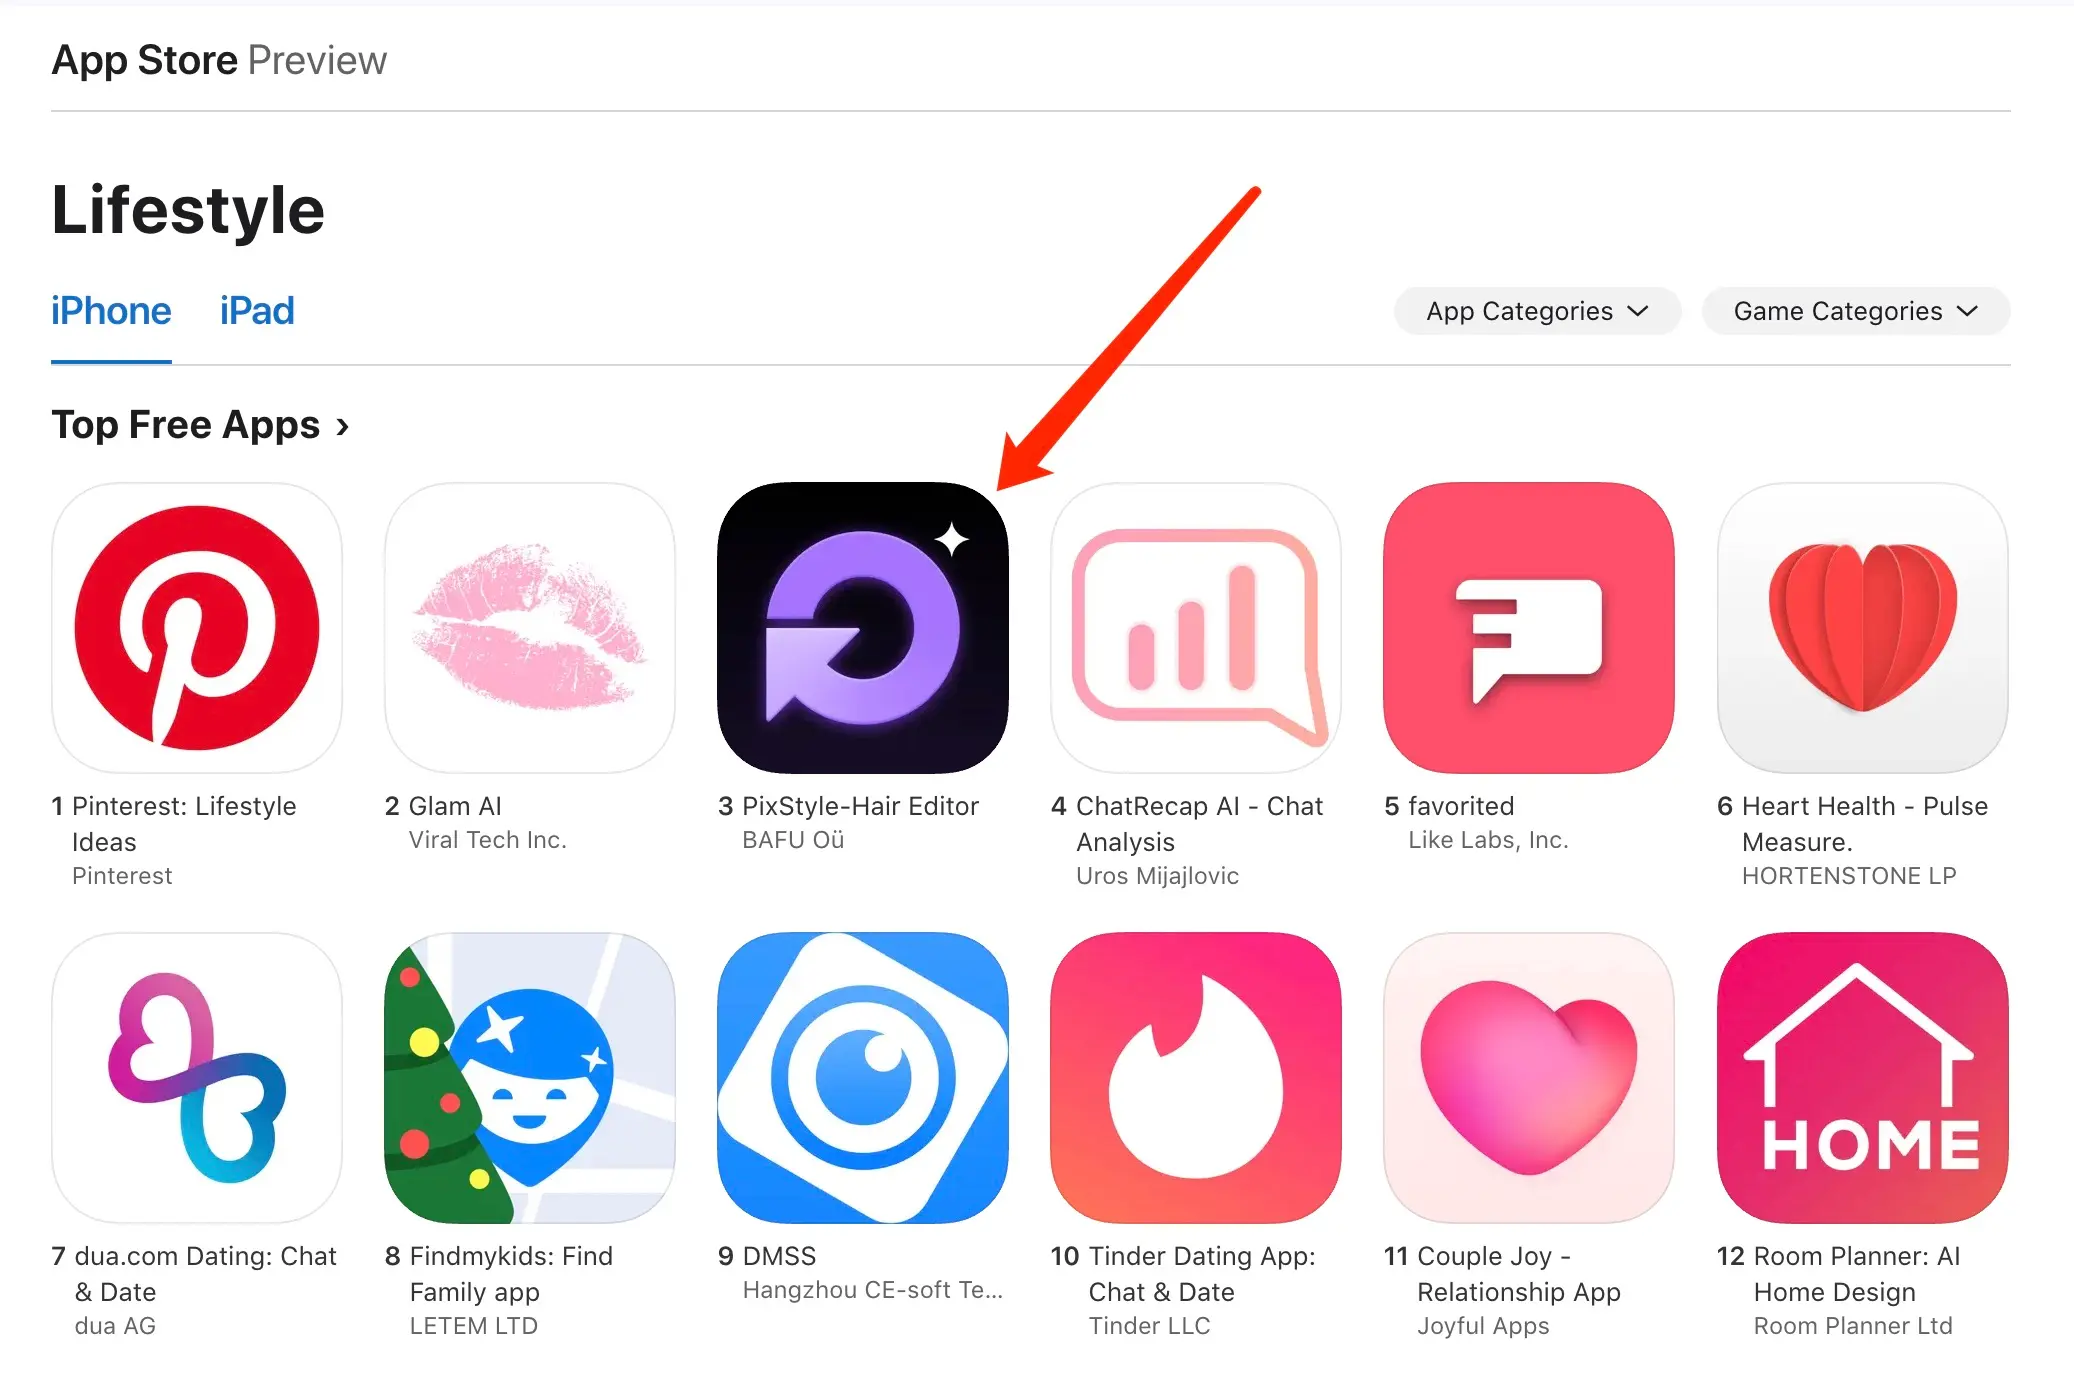 App Store Preview
Lifestyle
iPhone
iPad
App Categories
Game Categories
Top Free Apps ›
1 Pinterest: Lifestyle
Ideas
Pinterest
2 Glam AI
Viral Tech Inc.
3 PixStyle-Hair Editor
BAFU Oü
4 ChatRecap AI - Chat
Analysis
Uros Mijajlovic
5 favorited
Like Labs, Inc.
6 Heart Health - Pulse
Measure.
HORTENSTONE LP
HOME
7 dua.com Dating: Chat
& Date
dua AG
8 Findmykids: Find
Family app
LETEM LTD
9 DMSS
Hangzhou CE-soft Te...
10 Tinder Dating App:
Chat & Date
Tinder LLC
11 Couple Joy -
Relationship App
Joyful Apps
12 Room Planner: AI
Home Design
Room Planner Ltd